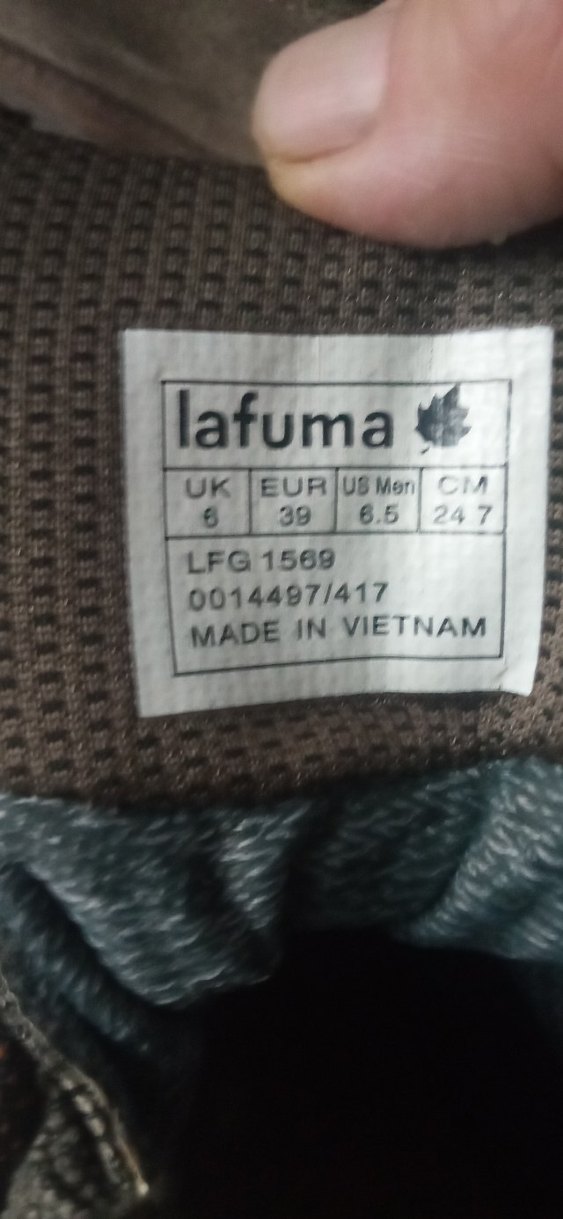 lafuma
UK EUR US Men CM
6 39 6.5 24 7
LFG 1569
0014497/417
MADE IN VIETNAM